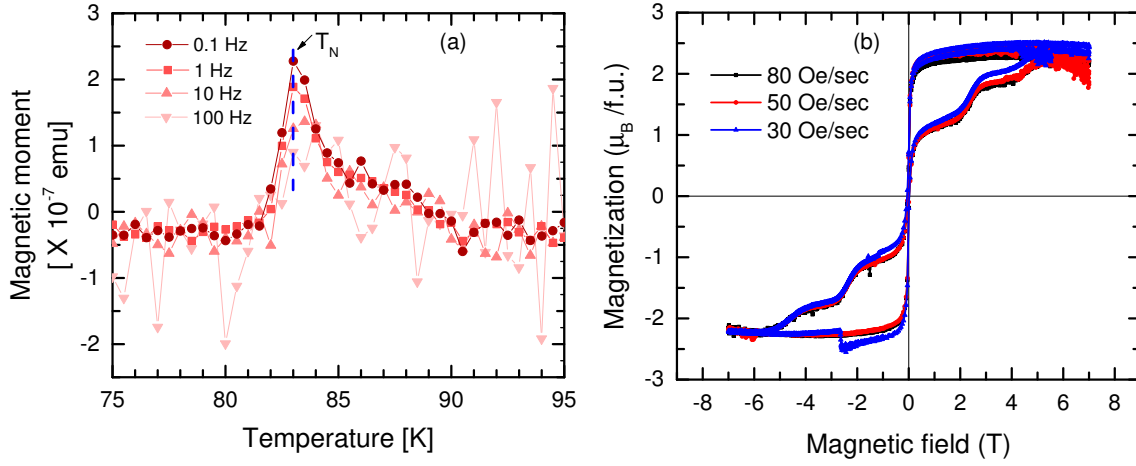 (a)
T_N
0.1 Hz
1 Hz
10 Hz
100 Hz
Magnetic moment
[ X 10^-7 emu]
3
2
1
0
-1
-2
75 80 85 90 95
Temperature [K]
(b)
80 Oe/sec
50 Oe/sec
30 Oe/sec
Magnetization (μ_B /f.u.)
3
2
1
0
-1
-2
-3
-8 -6 -4 -2 0 2 4 6 8
Magnetic field (T)